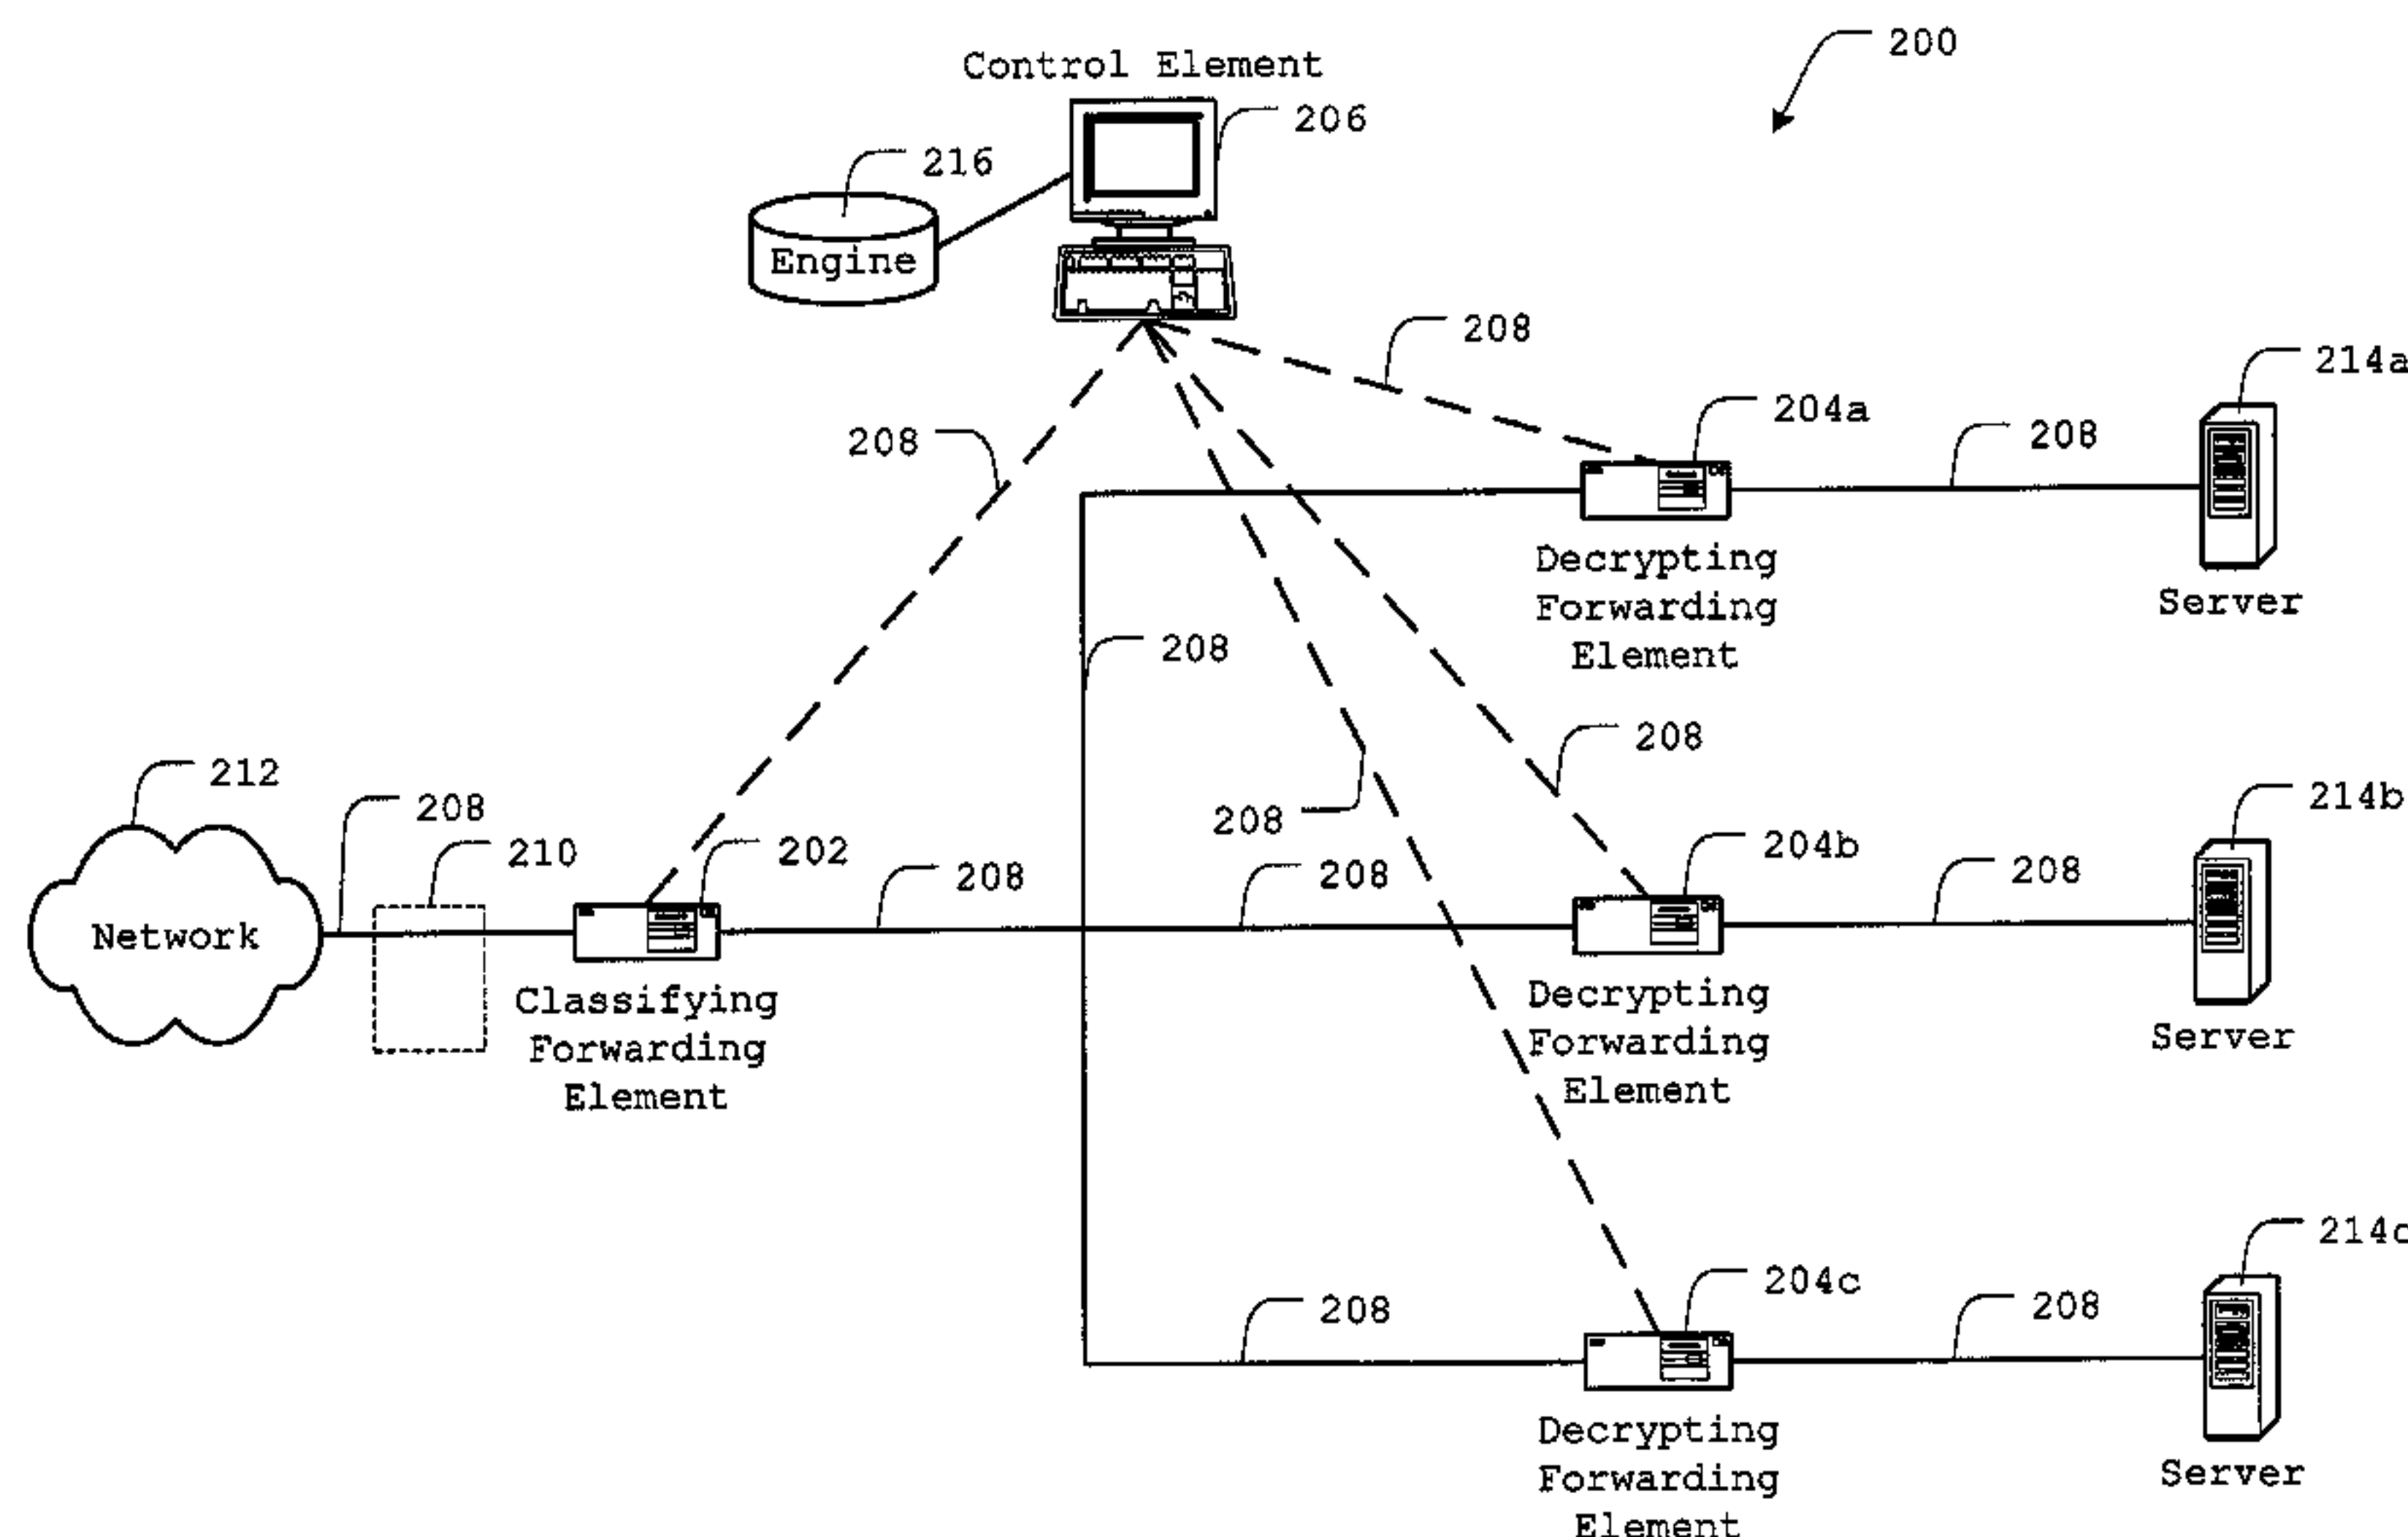 200
Control Element
206
216
Engine
208
214a
204a
208
208
Decrypting
Forwarding
Element
Server
208
208
212
208
210
202
208
208
208
204b
208
214b
Network
Classifying
Forwarding
Element
Decrypting
Forwarding
Element
Server
208
204c
208
214c
Decrypting
Forwarding
Element
Server